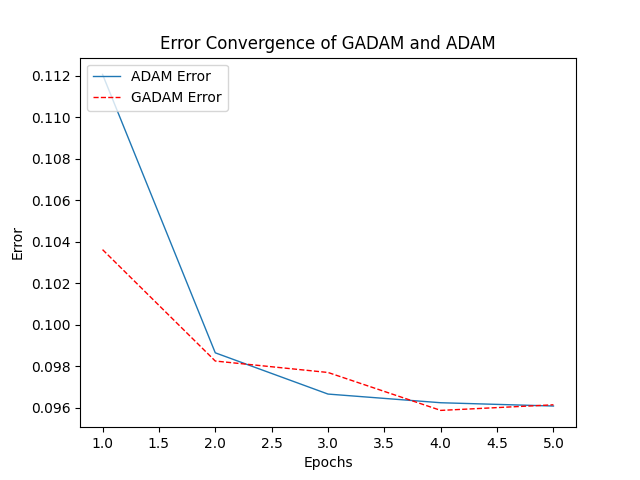 Error Convergence of GADAM and ADAM
ADAM Error
GADAM Error
Error
0.112
0.110
0.108
0.106
0.104
0.102
0.100
0.098
0.096
1.0 1.5 2.0 2.5 3.0 3.5 4.0 4.5 5.0
Epochs